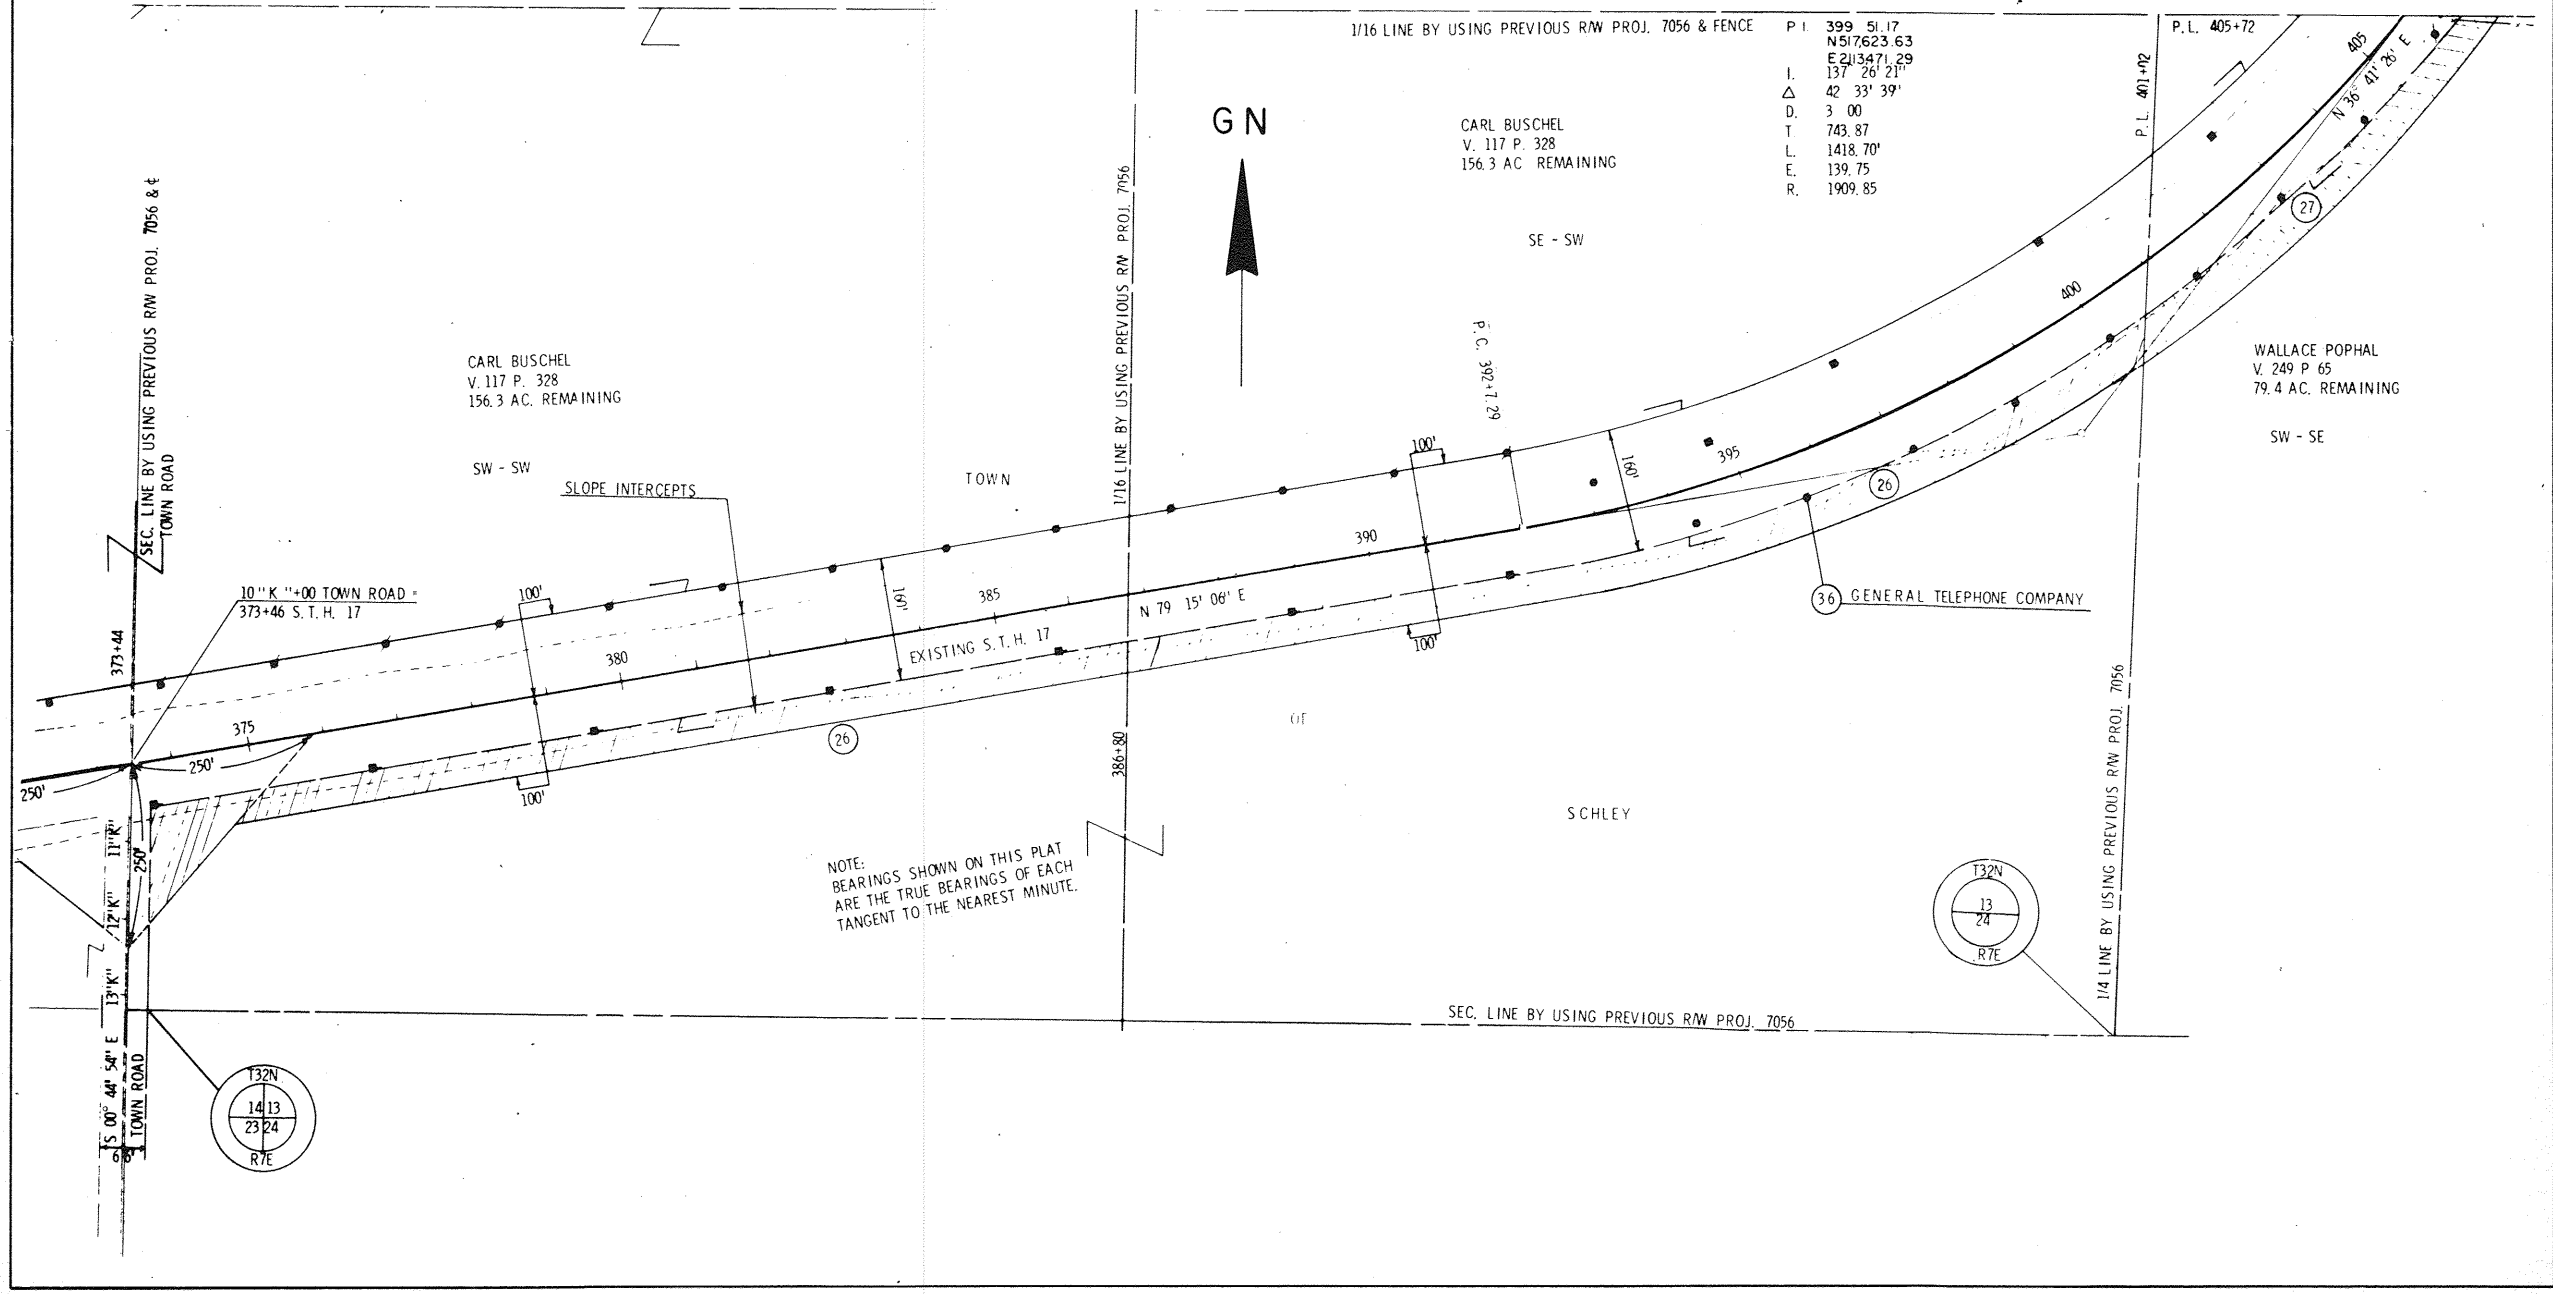 1/16 LINE BY USING PREVIOUS R/W PROJ. 7056 & FENCE
P I. 399 51.17
N 517,623.63
E 2,113,471.29
I. 137° 26' 21"
△ 42 33' 39"
D. 3 00
T 743.87
L. 1418.70'
E. 139.75
R. 1909.85
P.L. 405+72
405
N 36° 41' 26" E
P.L. 401+02
GN
CARL BUSCHEL
V. 117 P. 328
156.3 AC REMAINING
SE - SW
SEC. LINE BY USING PREVIOUS R/W PROJ. 7056 & ℄
TOWN ROAD
1/16 LINE BY USING PREVIOUS R/W PROJ. 7056
27
400
P.C. 392+7.29
CARL BUSCHEL
V. 117 P. 328
156.3 AC. REMAINING
WALLACE POPHAL
V. 249 P 65
79.4 AC. REMAINING
SW - SE
SW - SW
SLOPE INTERCEPTS
TOWN
100'
160'
395
26
390
10 "K "+00 TOWN ROAD =
373+46 S.T.H. 17
373+44
100'
160'
385
N 79 15' 06" E
36 GENERAL TELEPHONE COMPANY
EXISTING S.T.H. 17
100'
380
375
250'
250'
26
100'
OF
386+80
SCHLEY
250'
11"K"
12"K"
13"K"
NOTE:
BEARINGS SHOWN ON THIS PLAT
ARE THE TRUE BEARINGS OF EACH
TANGENT TO THE NEAREST MINUTE.
T32N
13
24
R7E
1/4 LINE BY USING PREVIOUS R/W PROJ. 7056
SEC. LINE BY USING PREVIOUS R/W PROJ. 7056
S 00° 44' 54" E
TOWN ROAD
66'
T32N
14 13
23 24
R7E